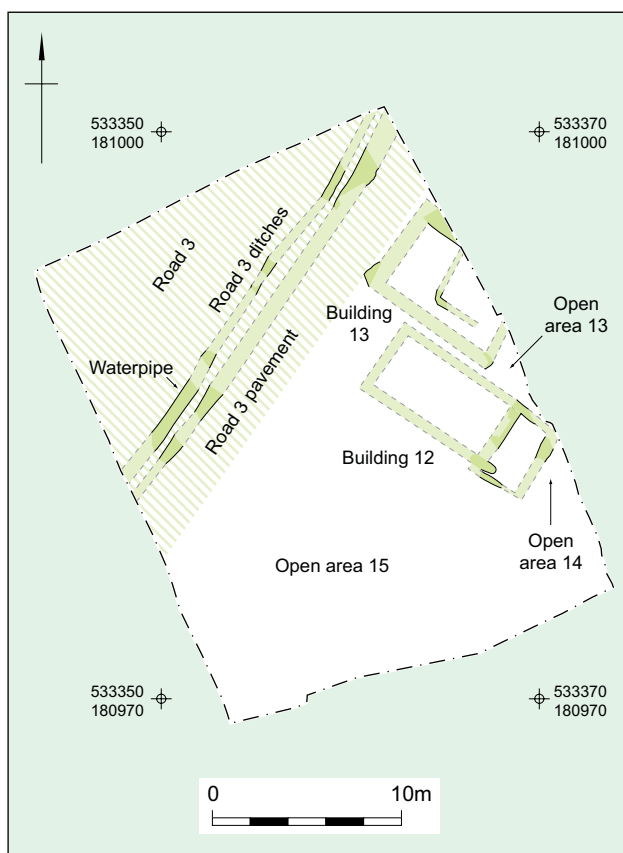 533350
181000
533370
181000
Road 3
Road 3 ditches
Building
13
Open
area 13
Waterpipe
Road 3 pavement
Building 12
Open
area 14
Open area 15
533350
180970
533370
180970
0
10m